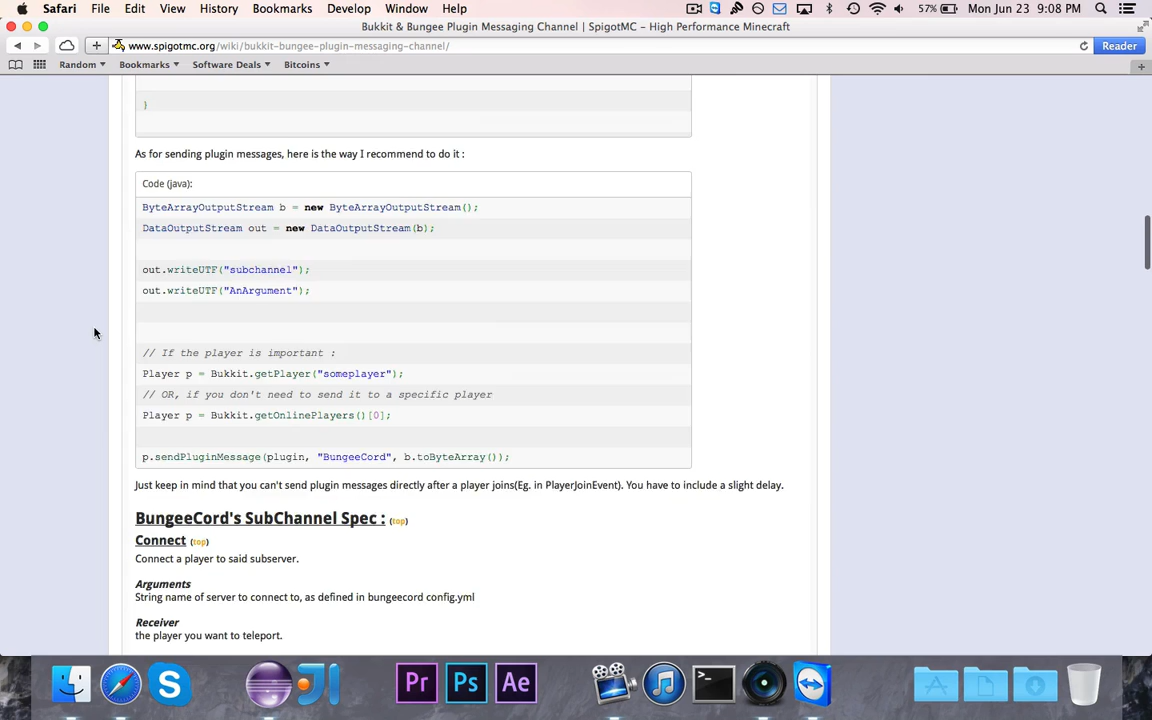 Safari File Edit View History Bookmarks Develop Window Help 57% Mon Jun 23 9:08 PM
Bukkit & Bungee Plugin Messaging Channel | SpigotMC – High Performance Minecraft
www.spigotmc.org/wiki/bukkit-bungee-plugin-messaging-channel/ Reader
Random Bookmarks Software Deals Bitcoins
}
As for sending plugin messages, here is the way I recommend to do it :
Code (java):
ByteArrayOutputStream b = new ByteArrayOutputStream();
DataOutputStream out = new DataOutputStream(b);
out.writeUTF("subchannel");
out.writeUTF("AnArgument");
// If the player is important :
Player p = Bukkit.getPlayer("someplayer");
// OR, if you don't need to send it to a specific player
Player p = Bukkit.getOnlinePlayers()[0];
p.sendPluginMessage(plugin, "BungeeCord", b.toByteArray());
Just keep in mind that you can't send plugin messages directly after a player joins(Eg. in PlayerJoinEvent). You have to include a slight delay.
BungeeCord's SubChannel Spec : (top)
Connect (top)
Connect a player to said subserver.
Arguments
String name of server to connect to, as defined in bungeecord config.yml
Receiver
the player you want to teleport.
Pr Ps Ae